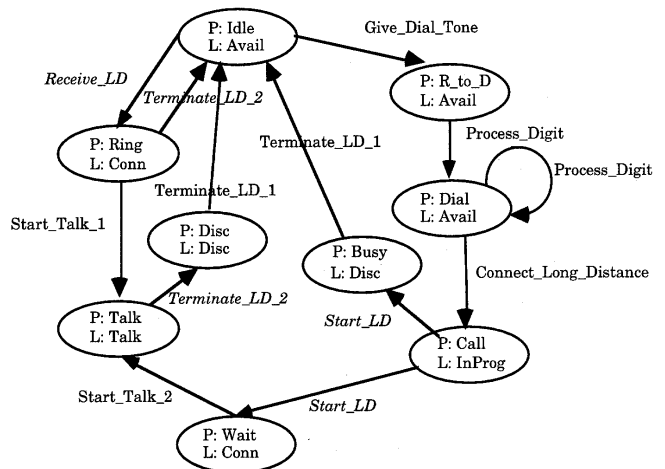 P: Idle
L: Avail
Give_Dial_Tone
Receive_LD
Terminate_LD_2
P: R_to_D
L: Avail
Process_Digit
Process_Digit
P: Ring
L: Conn
Terminate_LD_1
Terminate_LD_1
P: Dial
L: Avail
Start_Talk_1
P: Disc
L: Disc
P: Busy
L: Disc
Connect_Long_Distance
Terminate_LD_2
P: Talk
L: Talk
Start_LD
P: Call
L: InProg
Start_Talk_2
Start_LD
P: Wait
L: Conn